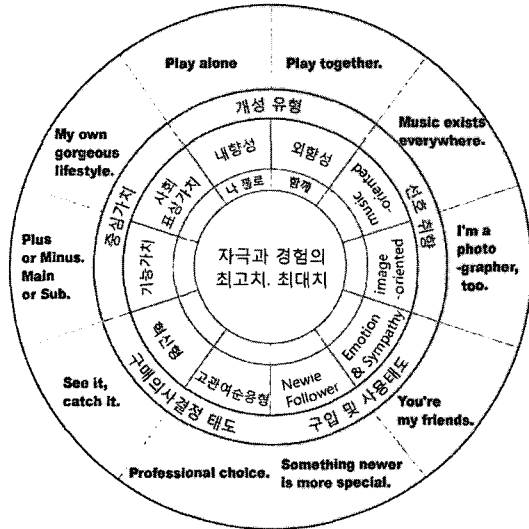 Play alone
Play together.
Music exists
everywhere.
I'm a
photo
-grapher,
too.
You're
my friends.
Something newer
is more special.
Professional choice.
See it,
catch it.
Plus
or Minus.
Main
or Sub.
My own
gorgeous
lifestyle.
개성 유형
선호 취향
구입 및 사용태도
구매의사결정 태도
중심가치
내향성
외향성
music
-oriented
image
-oriented
Emotion
& Sympathy
Newie
Follower
고관여순응형
혁신형
기능가치
사회
표상가치
나 홀로
함께
자극과 경험의
최고치. 최대치